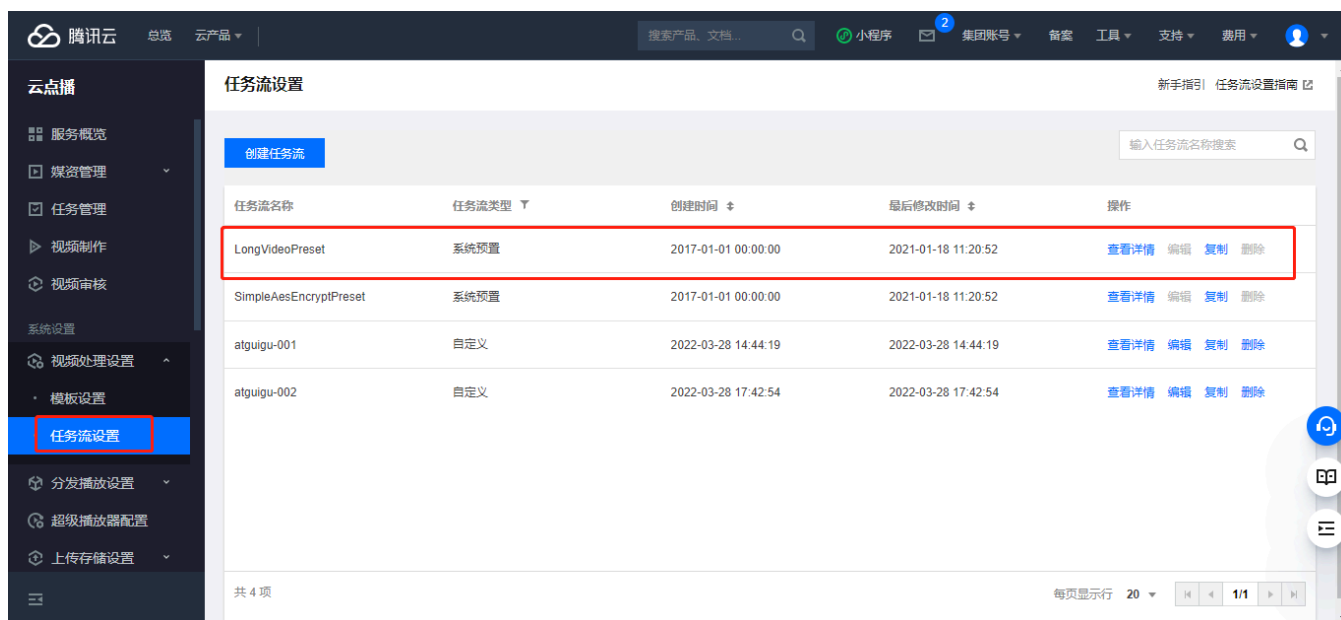 腾讯云 总览 云产品 搜索产品、文档... 小程序 2 集团账号 备案 工具 支持 费用
云点播 任务流设置 新手指引 任务流设置指南
服务概览
媒资管理
任务管理
视频制作
视频审核
系统设置
视频处理设置
模板设置
任务流设置
分发播放设置
超级播放器配置
上传存储设置
创建任务流 输入任务流名称搜索
任务流名称 任务流类型 创建时间 最后修改时间 操作
LongVideoPreset 系统预置 2017-01-01 00:00:00 2021-01-18 11:20:52 查看详情 编辑 复制 删除
SimpleAesEncryptPreset 系统预置 2017-01-01 00:00:00 2021-01-18 11:20:52 查看详情 编辑 复制 删除
atguigu-001 自定义 2022-03-28 14:44:19 2022-03-28 14:44:19 查看详情 编辑 复制 删除
atguigu-002 自定义 2022-03-28 17:42:54 2022-03-28 17:42:54 查看详情 编辑 复制 删除
共 4 项 每页显示行 20 1/1